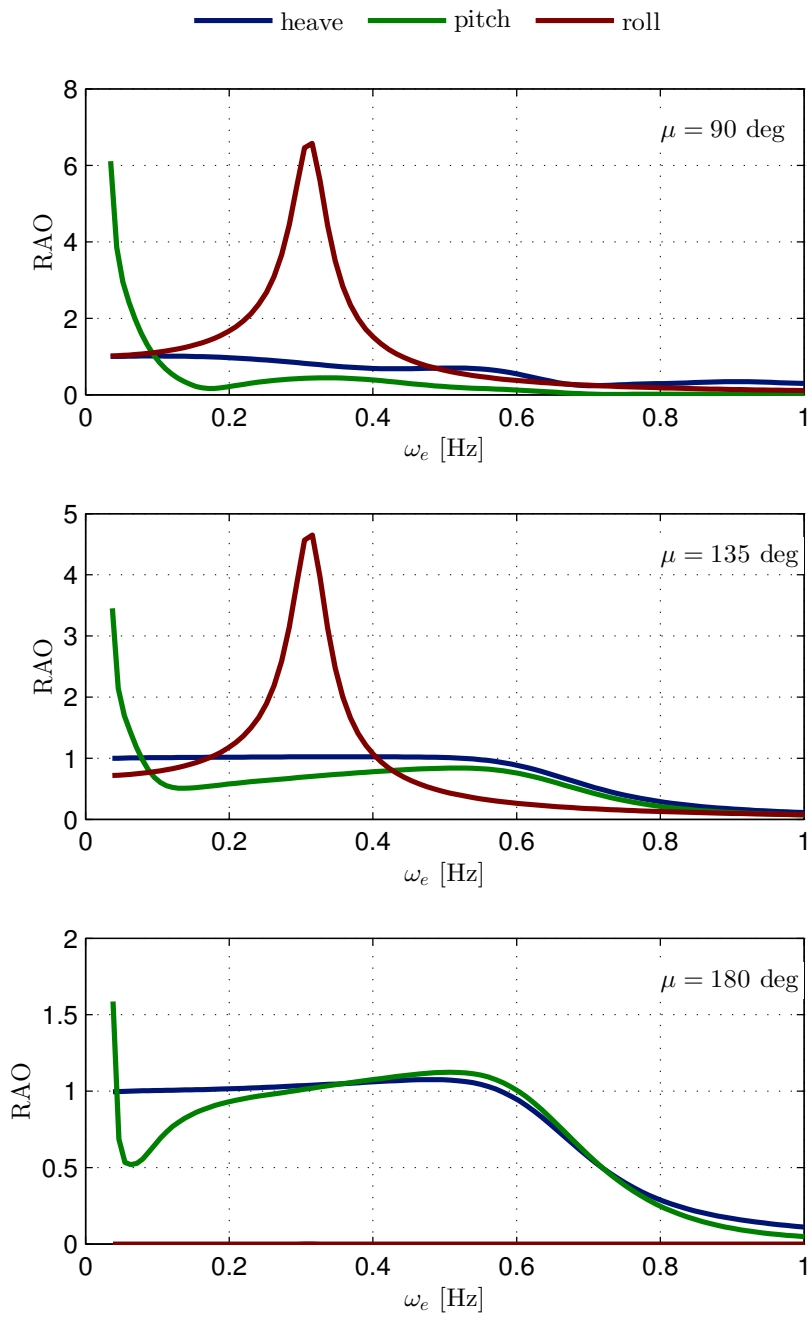 heave pitch roll
8
6
4
2
0
RAO
μ = 90 deg
0 0.2 0.4 0.6 0.8 1
ω_e [Hz]
5
4
3
2
1
0
RAO
μ = 135 deg
0 0.2 0.4 0.6 0.8 1
ω_e [Hz]
2
1.5
1
0.5
0
RAO
μ = 180 deg
0 0.2 0.4 0.6 0.8 1
ω_e [Hz]